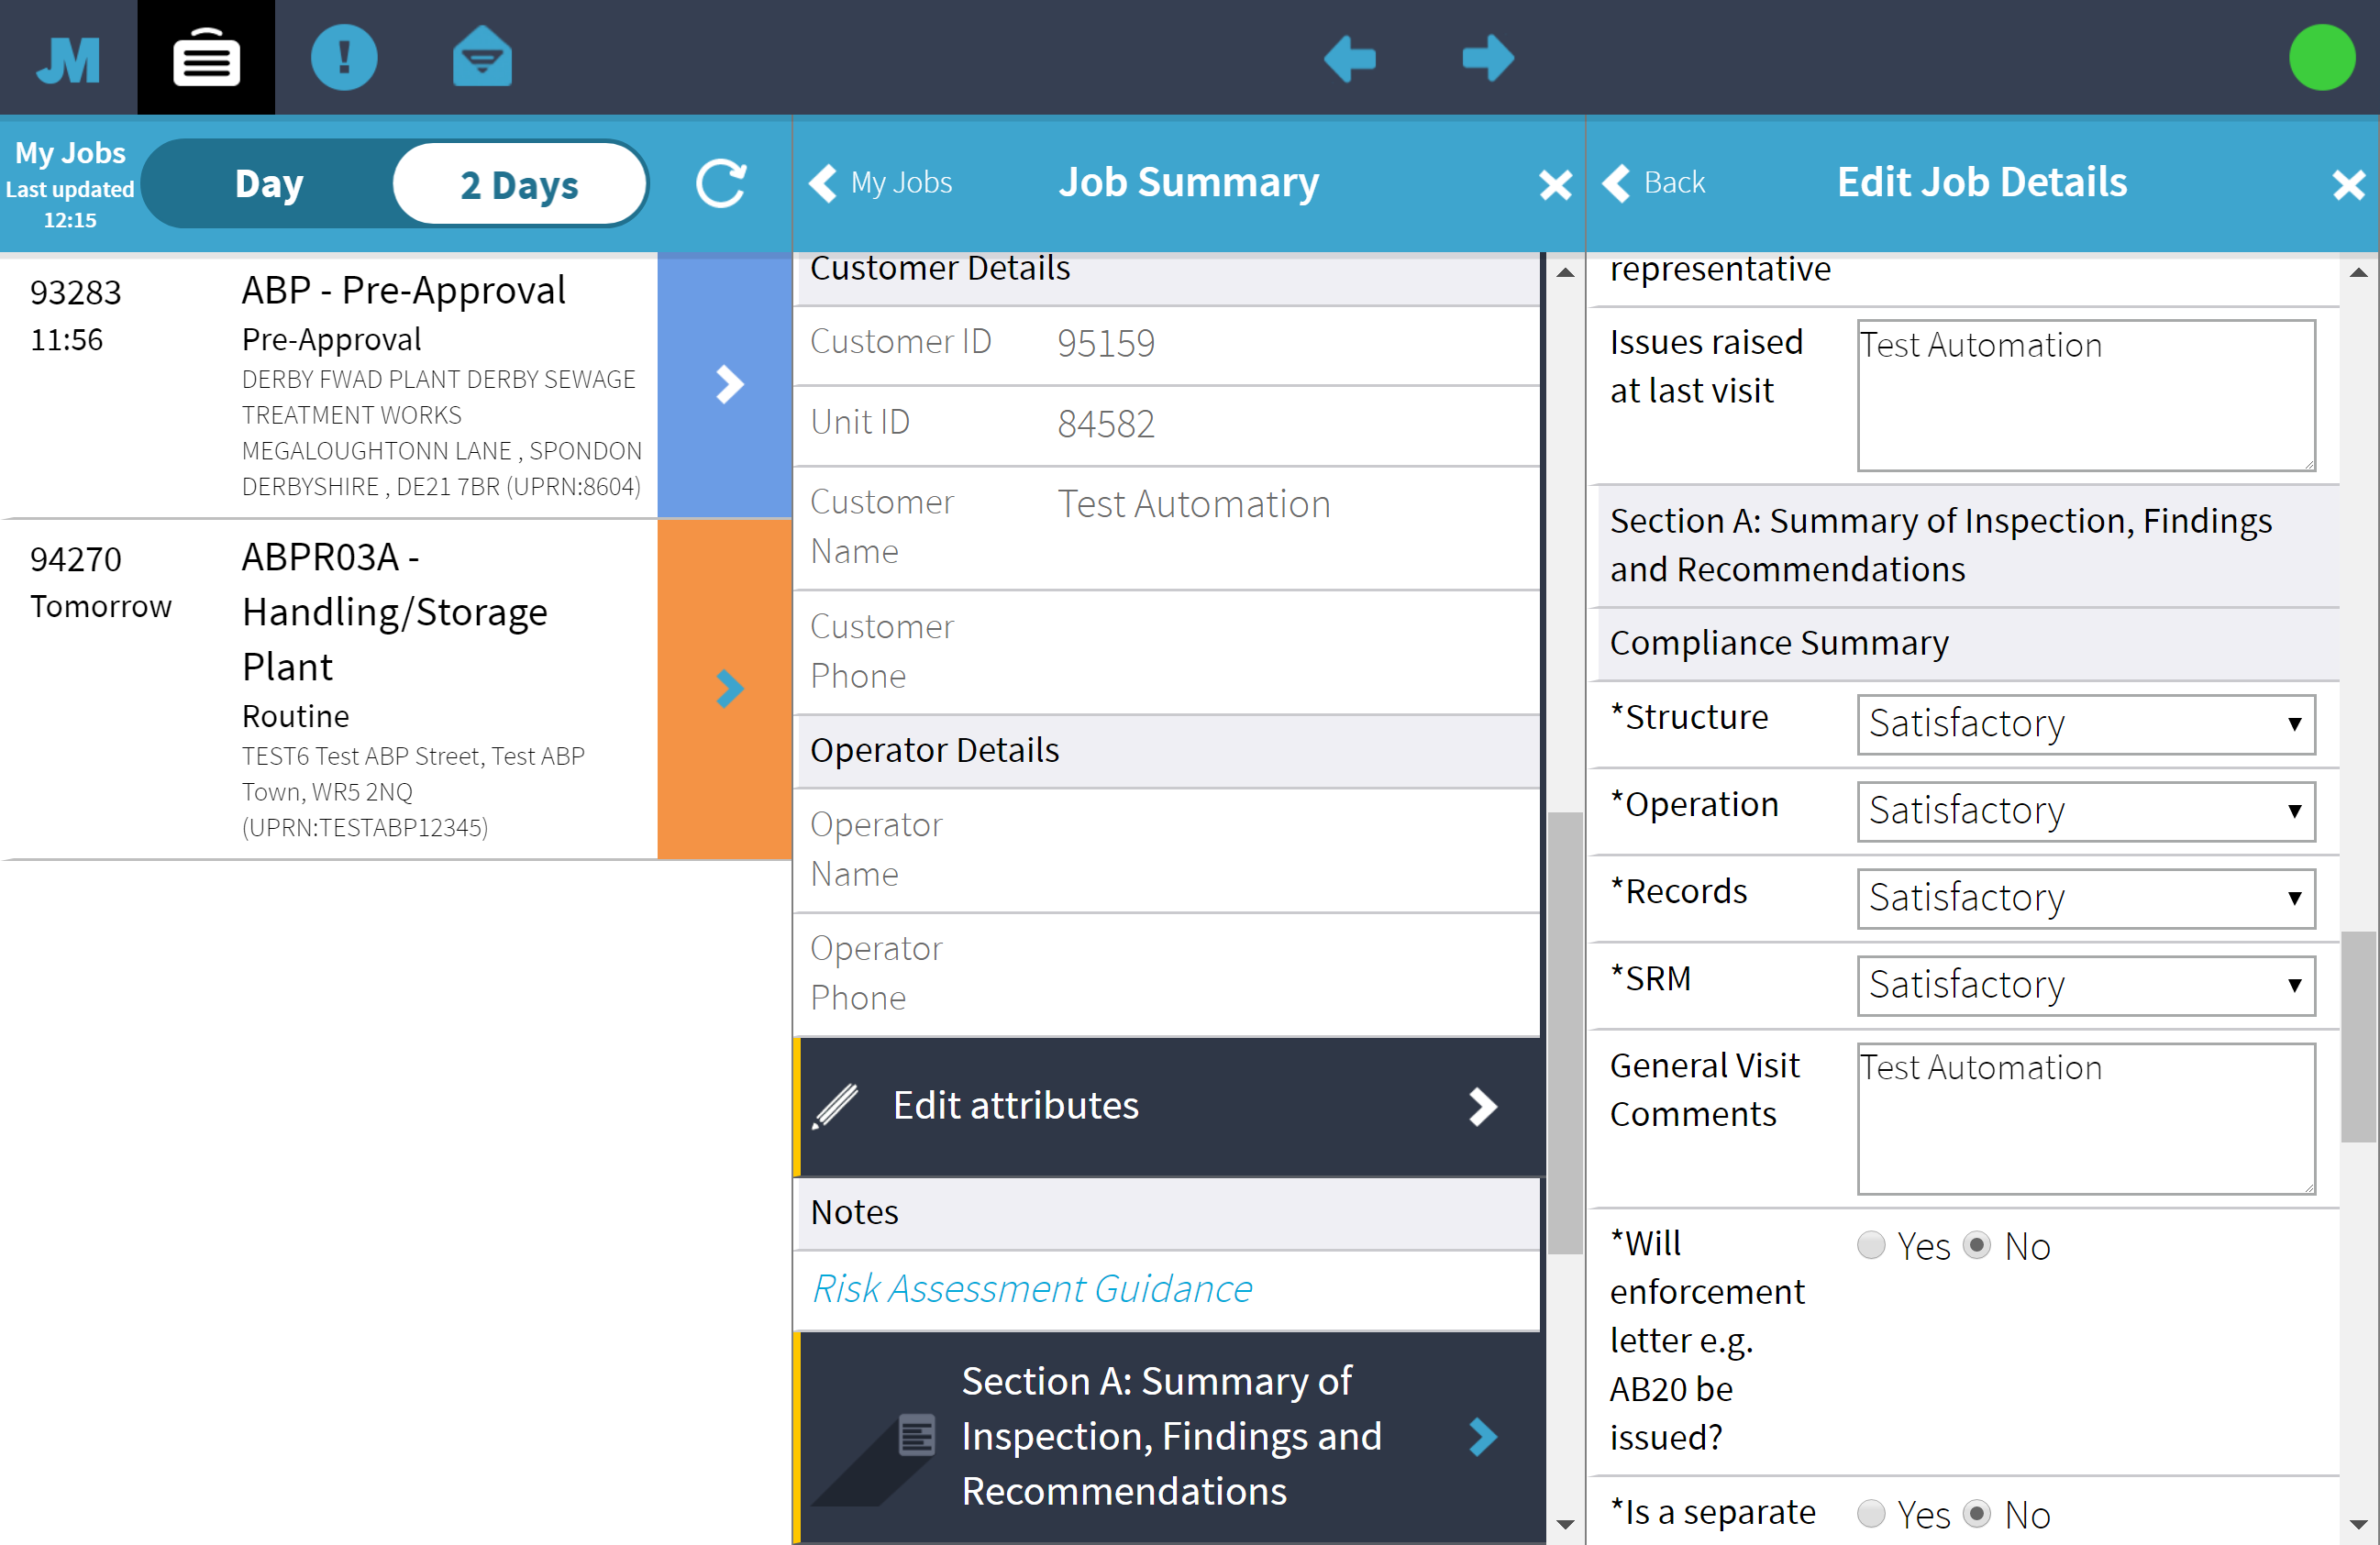 JM
My Jobs
Last updated
12:15
Day
2 Days
My Jobs
Job Summary
Back
Edit Job Details
93283
11:56
ABP - Pre-Approval
Pre-Approval
DERBY FWAD PLANT DERBY SEWAGE
TREATMENT WORKS
MEGALOUGHTONN LANE , SPONDON
DERBYSHIRE , DE21 7BR (UPRN:8604)
94270
Tomorrow
ABPR03A -
Handling/Storage
Plant
Routine
TEST6 Test ABP Street, Test ABP
Town, WR5 2NQ
(UPRN:TESTABP12345)
Customer Details
Customer ID 95159
Unit ID 84582
Customer Test Automation
Name
Customer
Phone
Operator Details
Operator
Name
Operator
Phone
Edit attributes
Notes
Risk Assessment Guidance
Section A: Summary of
Inspection, Findings and
Recommendations
representative
Issues raised Test Automation
at last visit
Section A: Summary of Inspection, Findings
and Recommendations
Compliance Summary
*Structure Satisfactory
*Operation Satisfactory
*Records Satisfactory
*SRM Satisfactory
General Visit Test Automation
Comments
*Will Yes No
enforcement
letter e.g.
AB20 be
issued?
*Is a separate Yes No